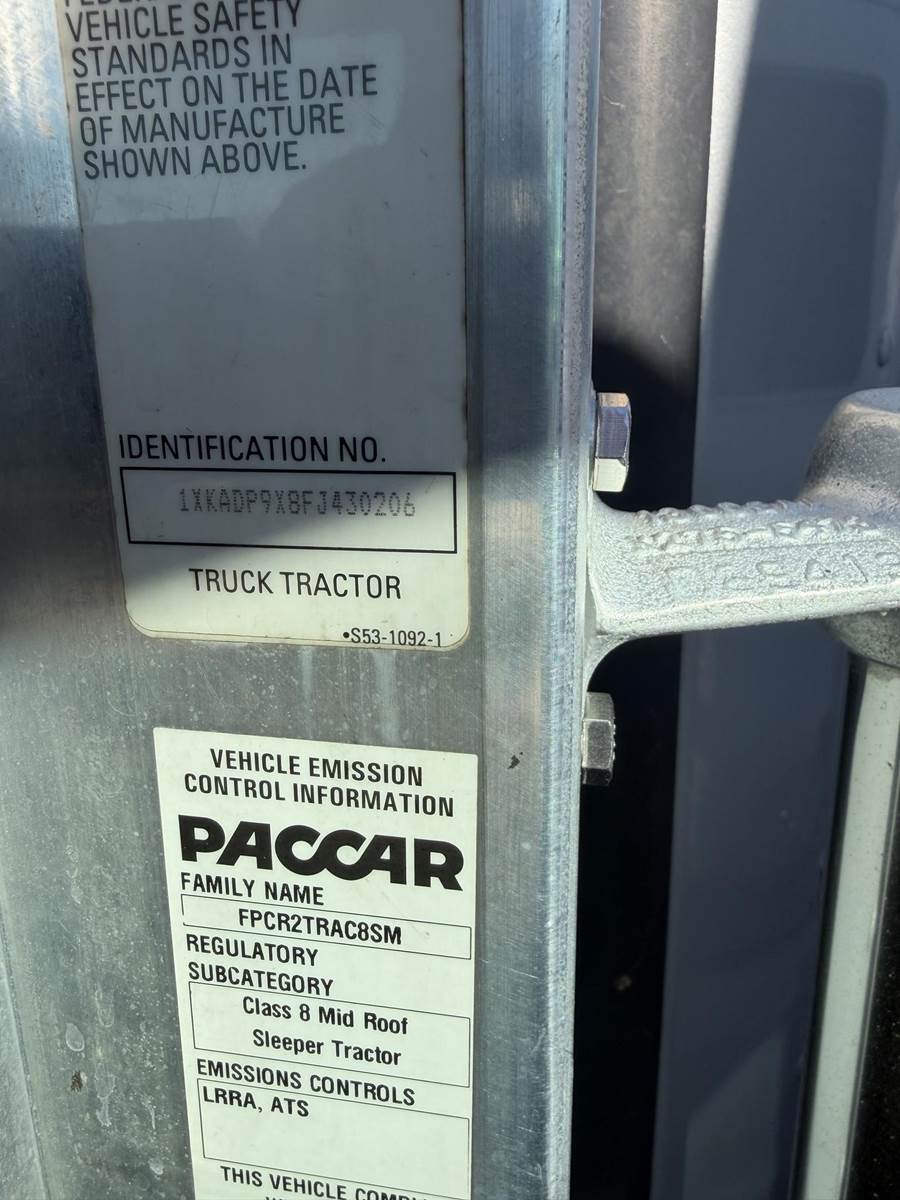 VEHICLE SAFETY
STANDARDS IN
EFFECT ON THE DATE
OF MANUFACTURE
SHOWN ABOVE.
IDENTIFICATION NO.
1XKADP9X8FJ430206
TRUCK TRACTOR
•S53-1092-1
VEHICLE EMISSION
CONTROL INFORMATION
PACCAR
FAMILY NAME
FPCR2TRAC8SM
REGULATORY
SUBCATEGORY
Class 8 Mid Roof
Sleeper Tractor
EMISSIONS CONTROLS
LRRA, ATS
THIS VEHICLE